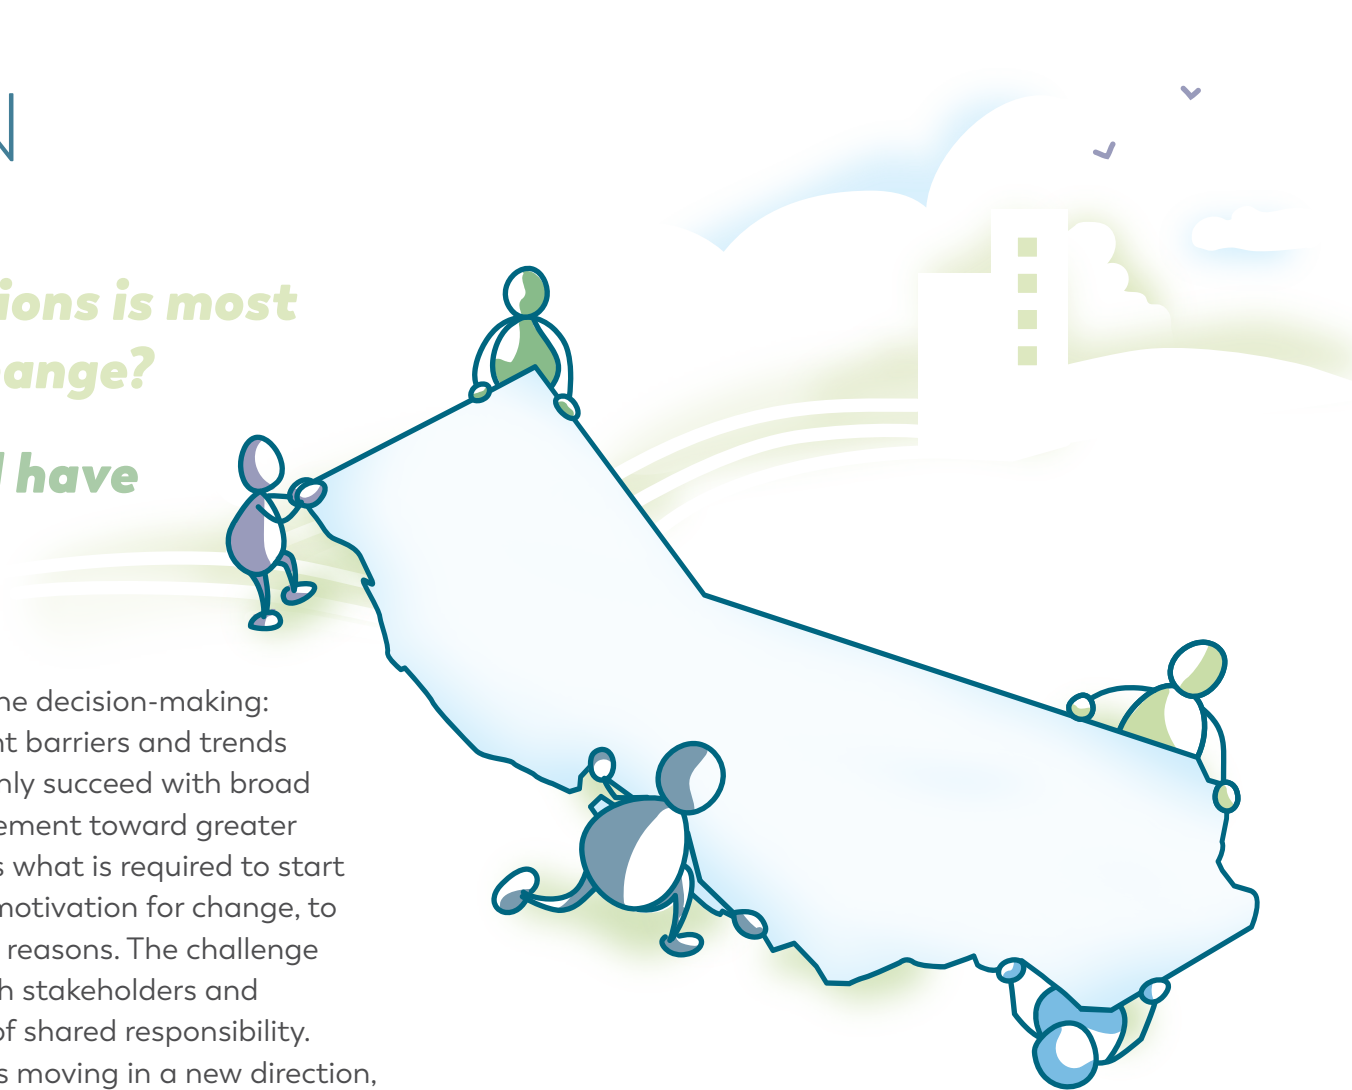 N
ions is most
ange?
have
ne decision-making:
nt barriers and trends
nly succeed with broad
ement toward greater
s what is required to start
motivation for change, to
reasons. The challenge
h stakeholders and
of shared responsibility.
s moving in a new direction,